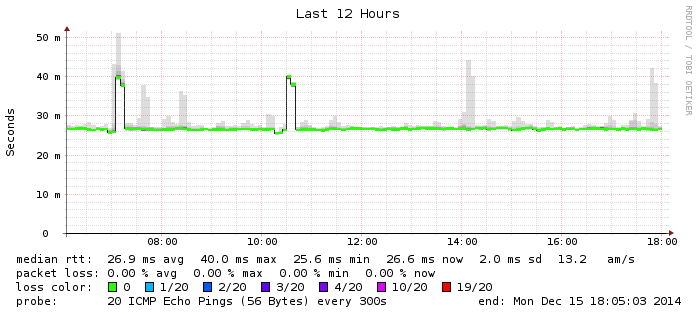 Last 12 Hours
RRDTOOL / TOBI OETIKER
Seconds
50 m
40 m
30 m
20 m
10 m
0
08:00 10:00 12:00 14:00 16:00 18:00
median rtt: 26.9 ms avg 40.0 ms max 25.6 ms min 26.6 ms now 2.0 ms sd 13.2 am/s
packet loss: 0.00 % avg 0.00 % max 0.00 % min 0.00 % now
loss color: 0 1/20 2/20 3/20 4/20 10/20 19/20
probe: 20 ICMP Echo Pings (56 Bytes) every 300s end: Mon Dec 15 18:05:03 2014